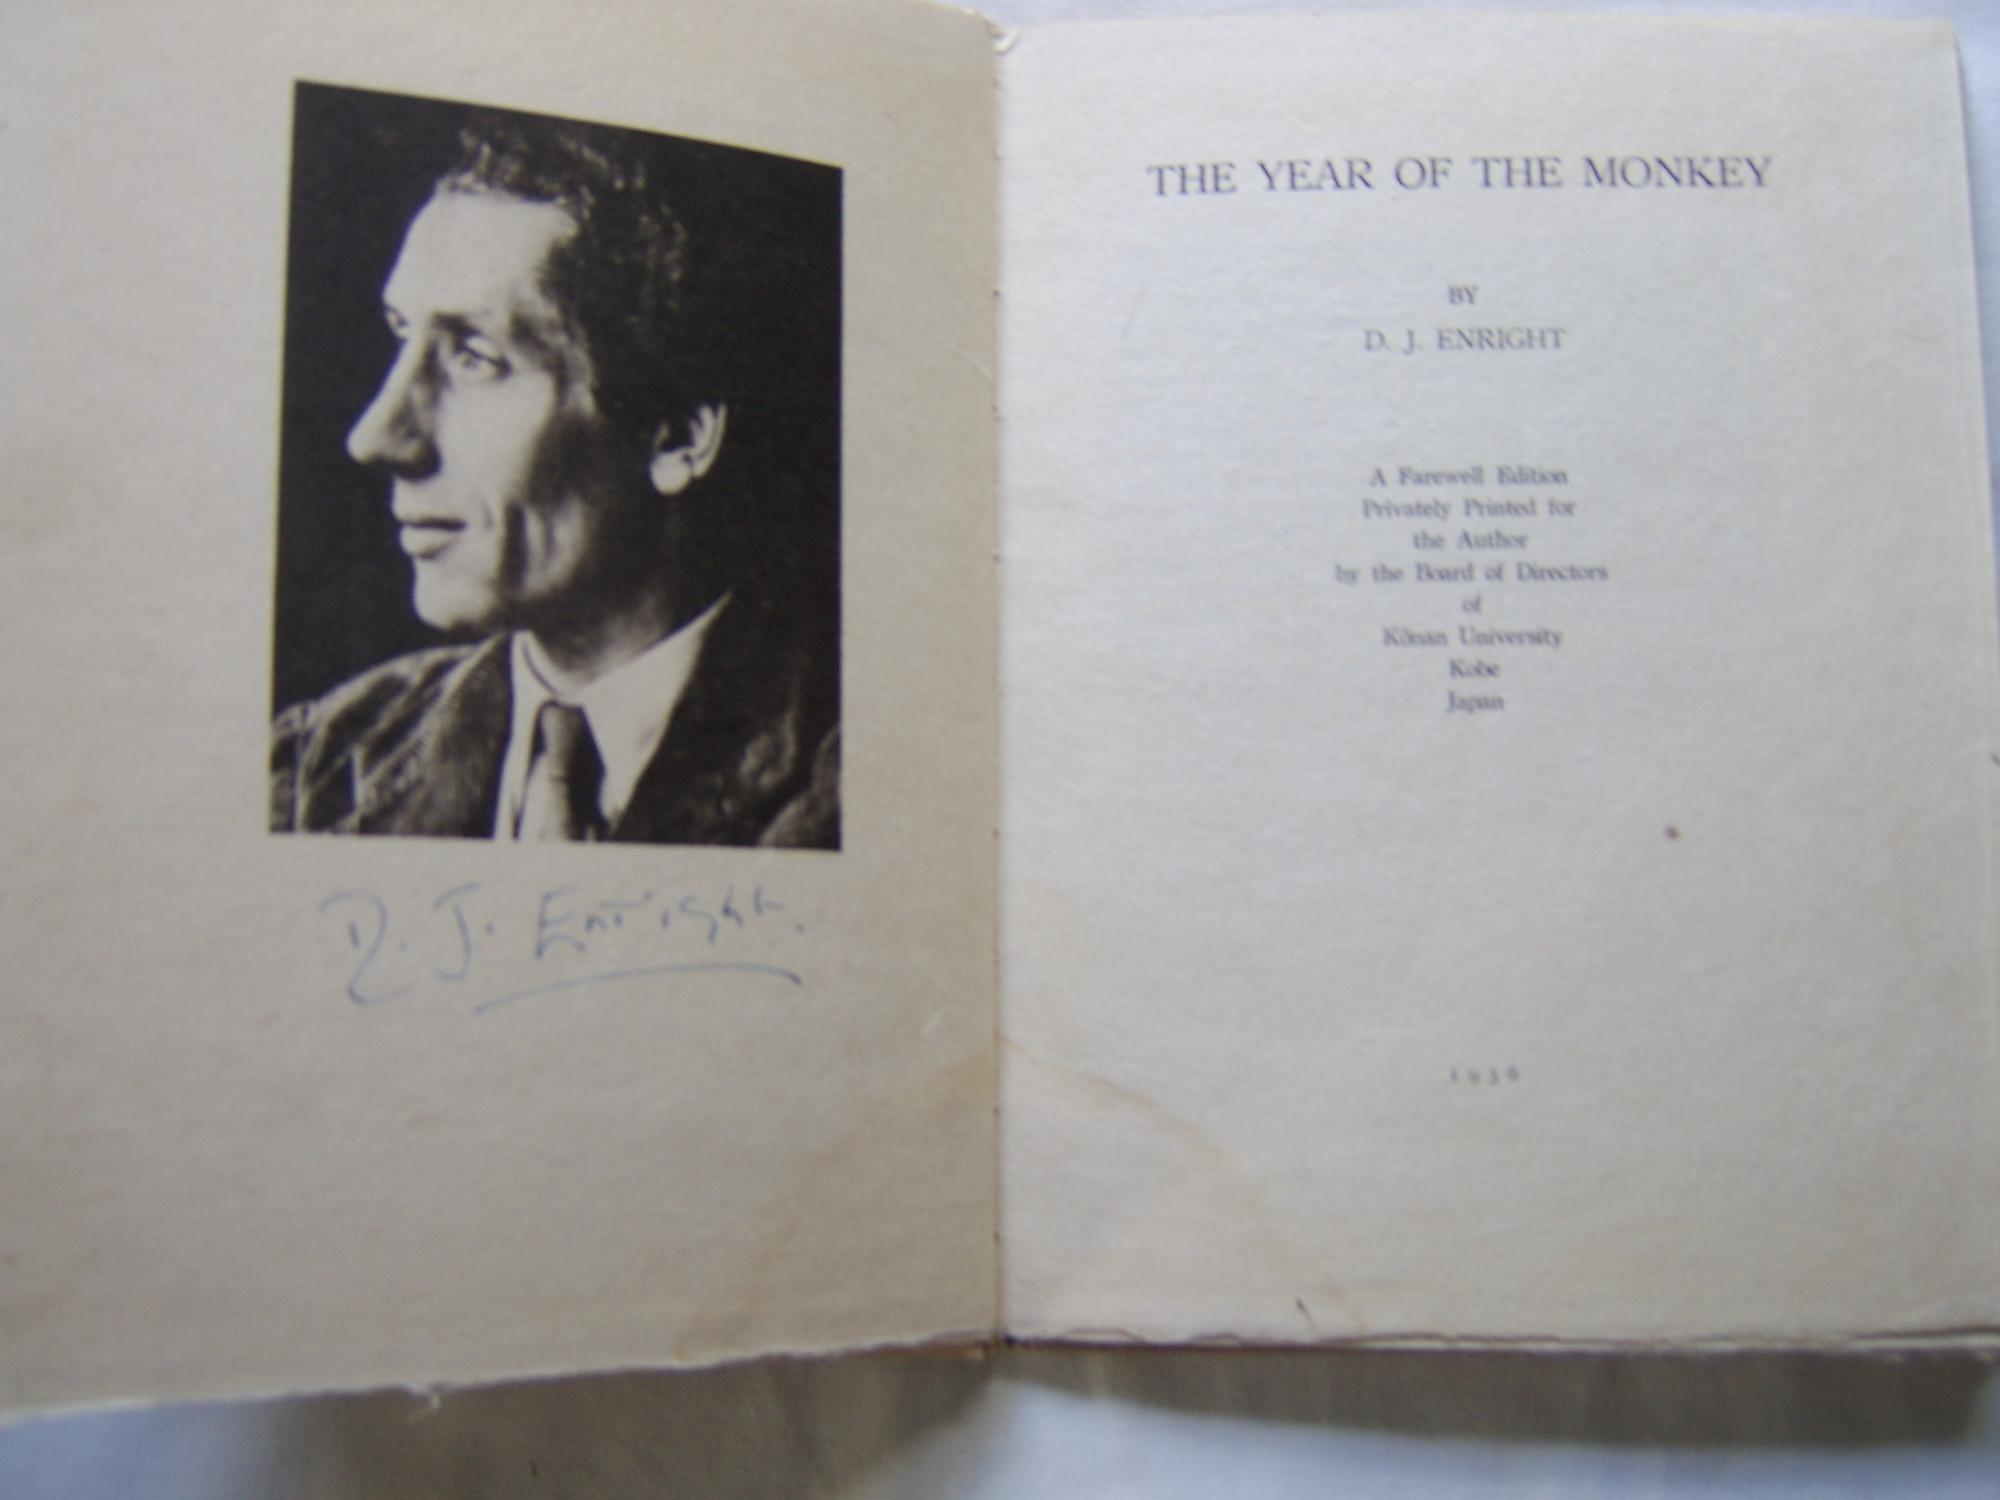 D. J. Enright.
THE YEAR OF THE MONKEY
BY
D. J. ENRIGHT
A Farewell Edition
Privately Printed for
the Author
by the Board of Directors
of
Kōnan University
Kobe
Japan
1956